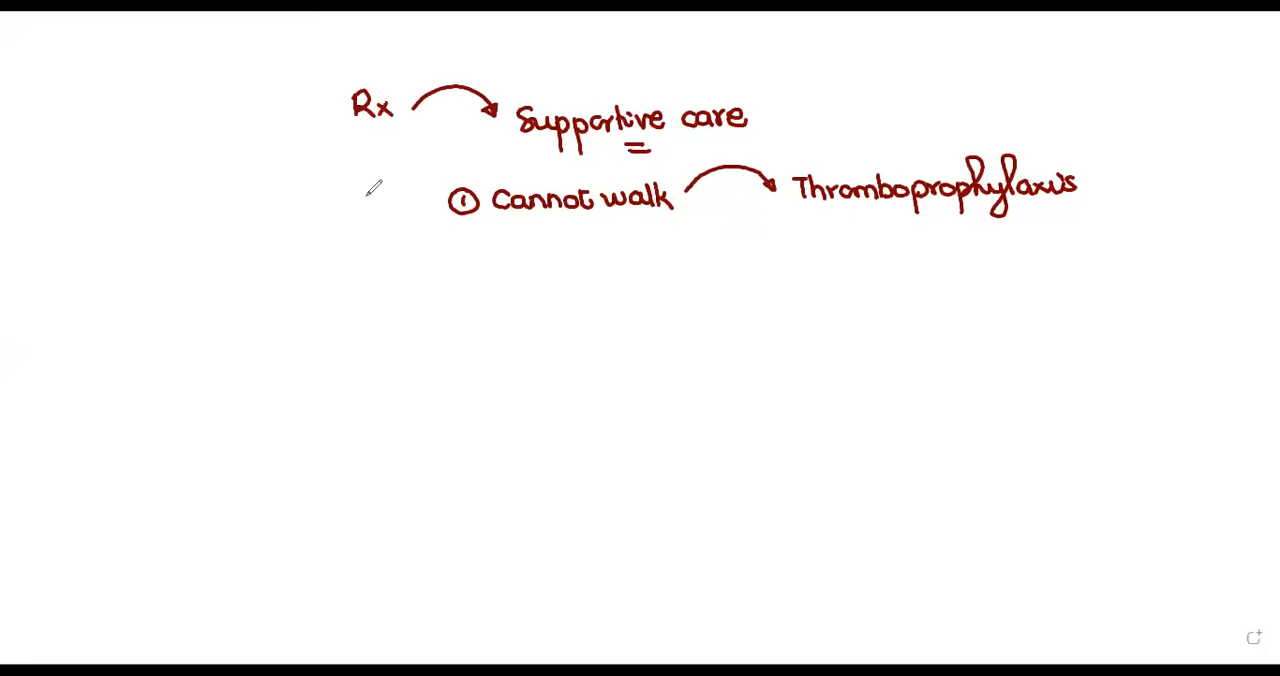 Rx → Supportive care
① Cannot walk → Thromboprophylaxis